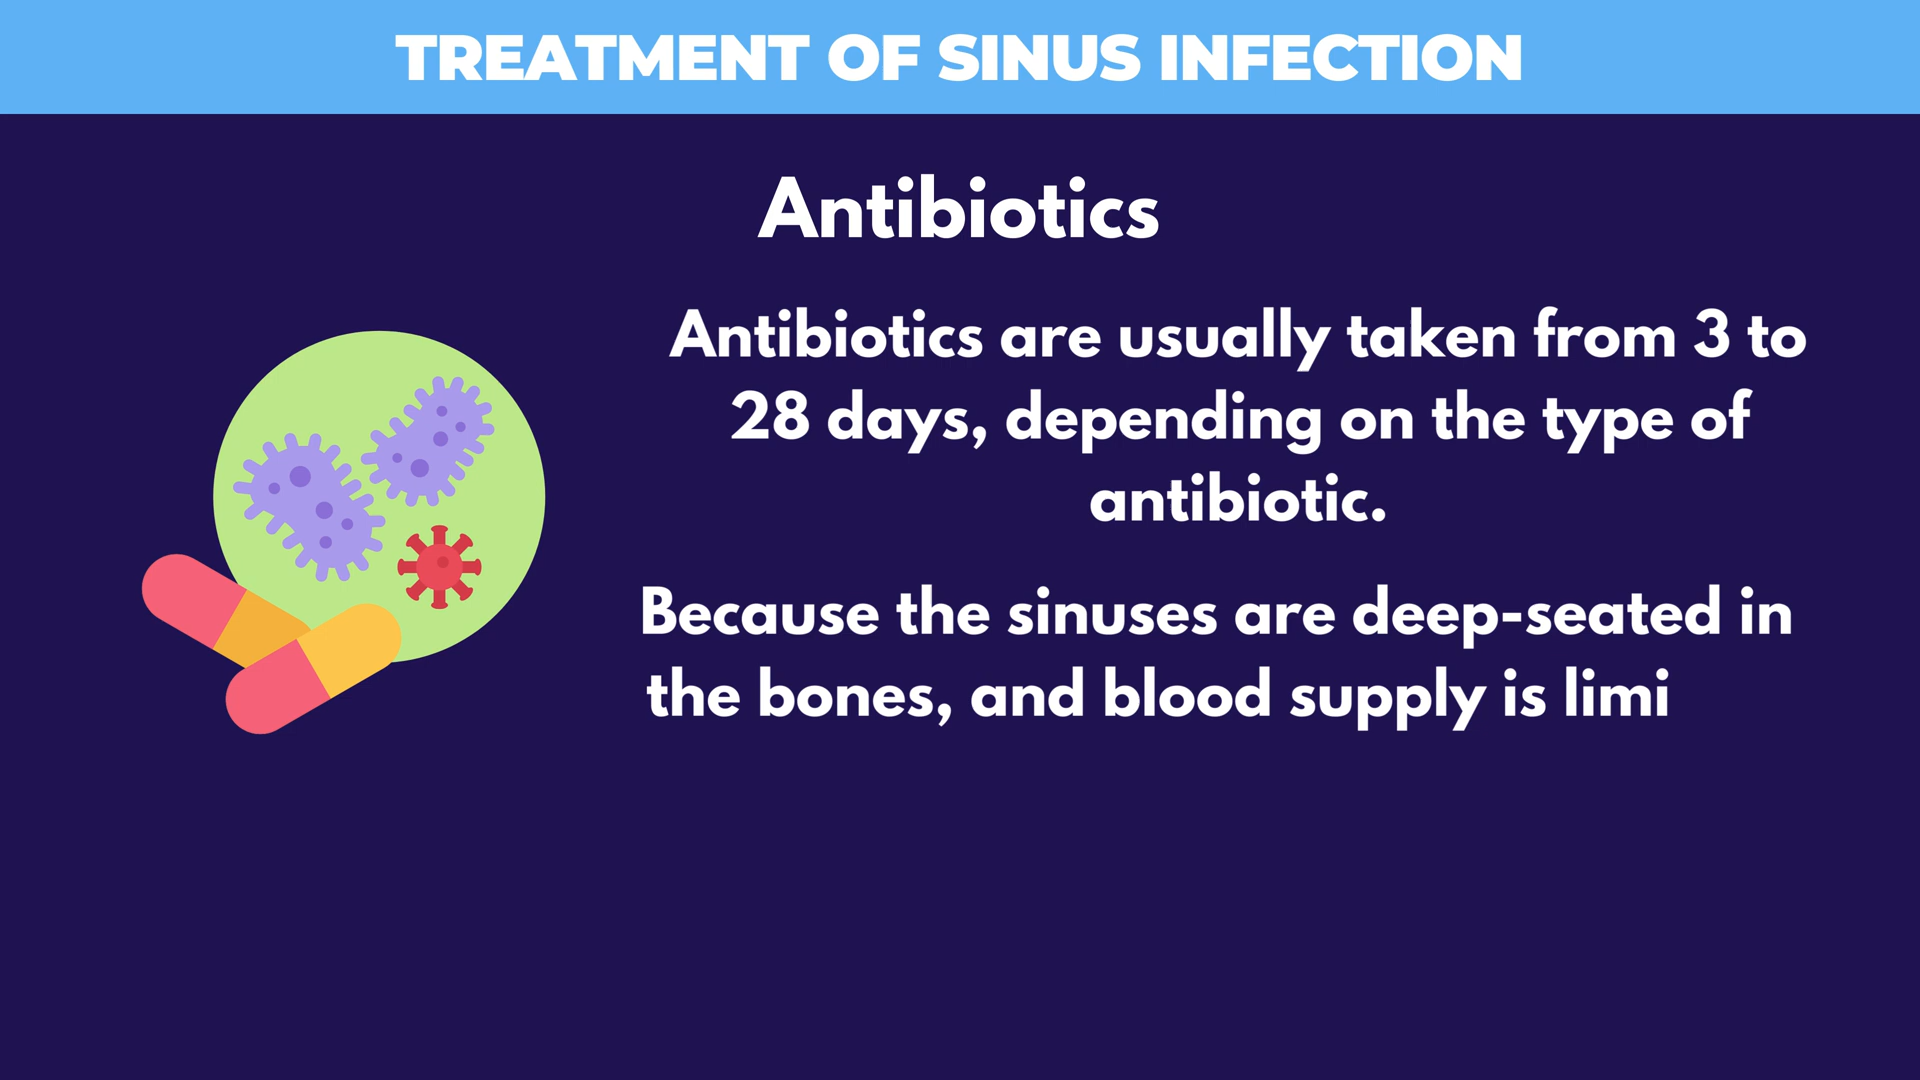 TREATMENT OF SINUS INFECTION
Antibiotics
Antibiotics are usually taken from 3 to
28 days, depending on the type of
antibiotic.
Because the sinuses are deep-seated in
the bones, and blood supply is limi